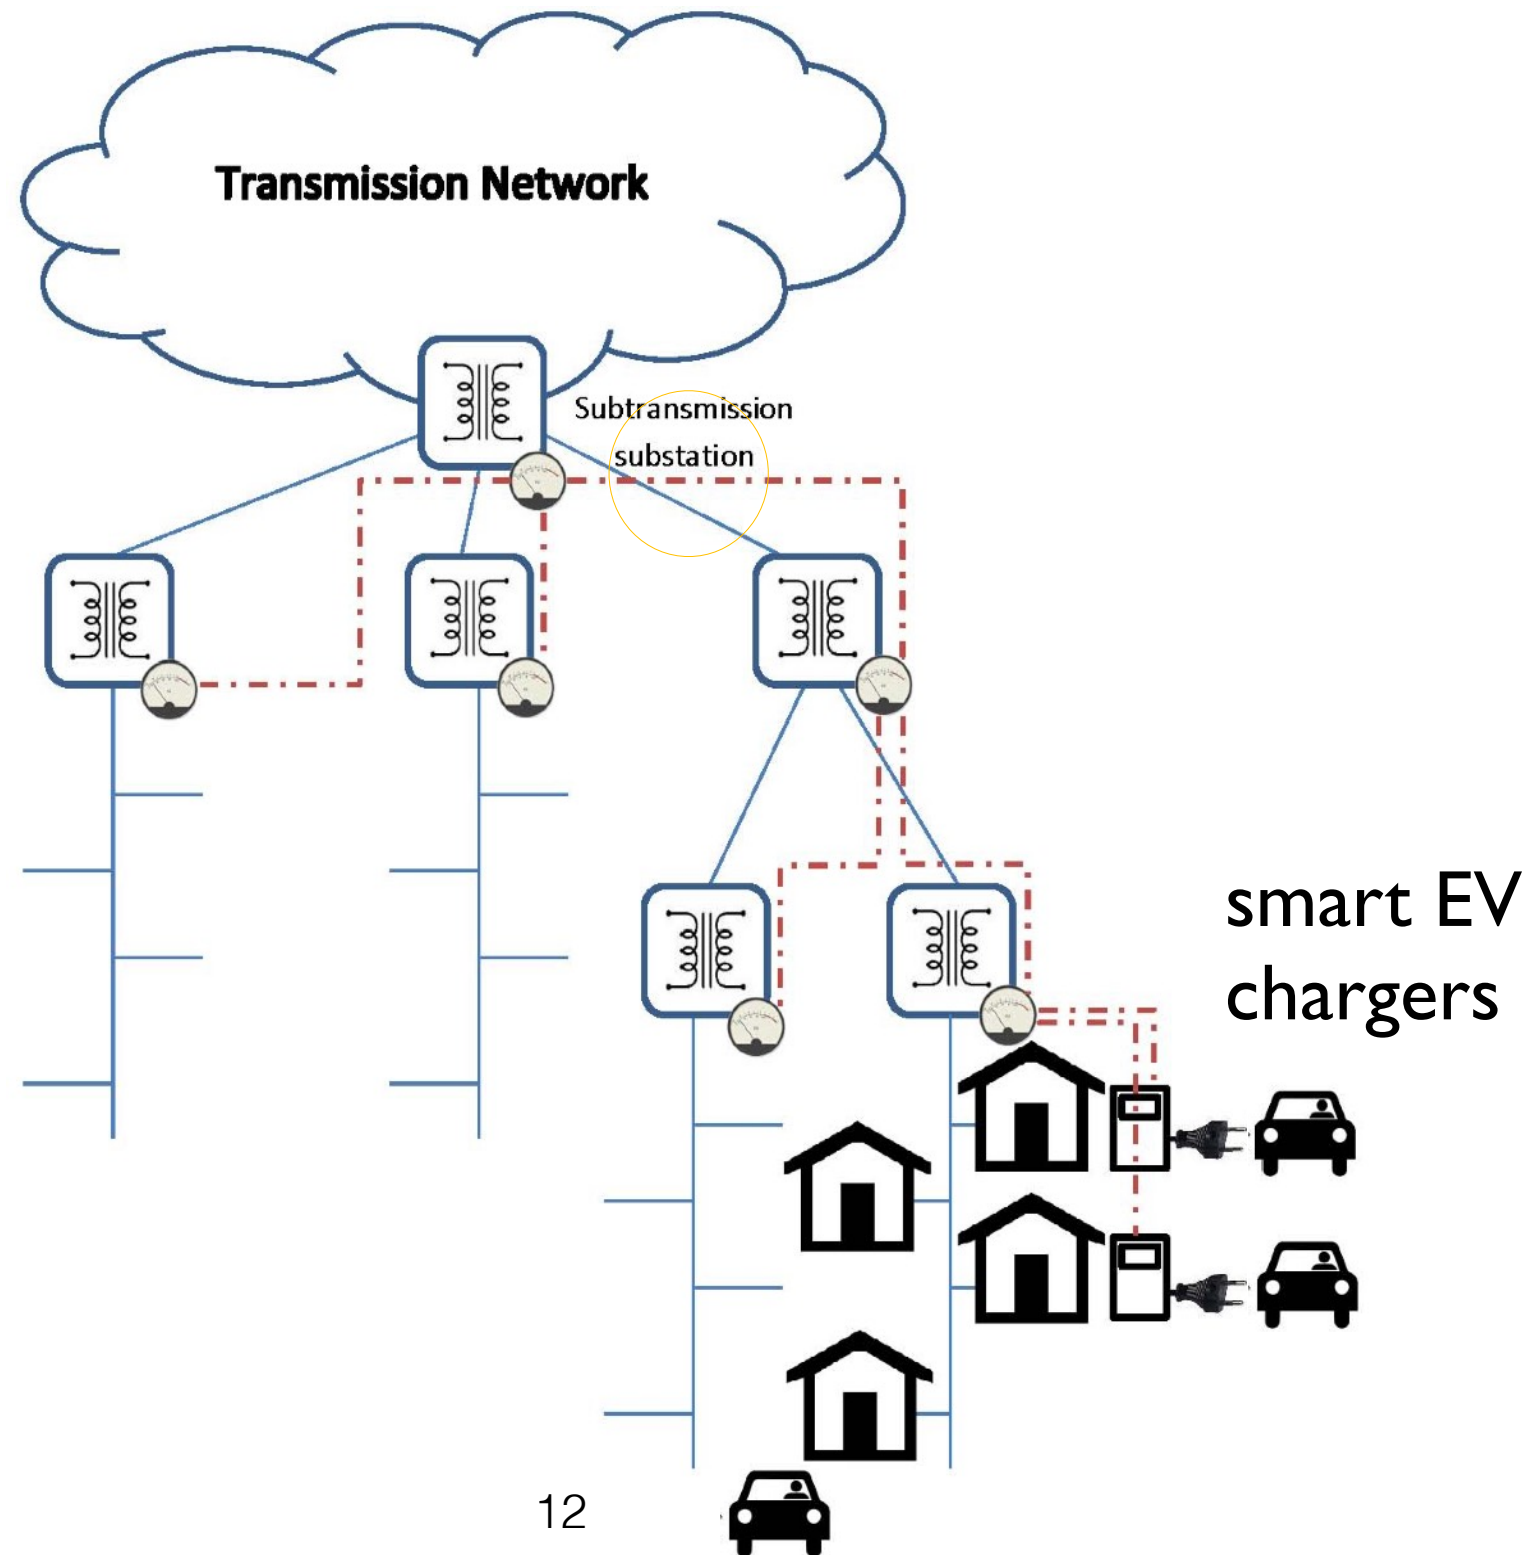 Transmission Network
Subtransmission
substation
smart EV
chargers
12